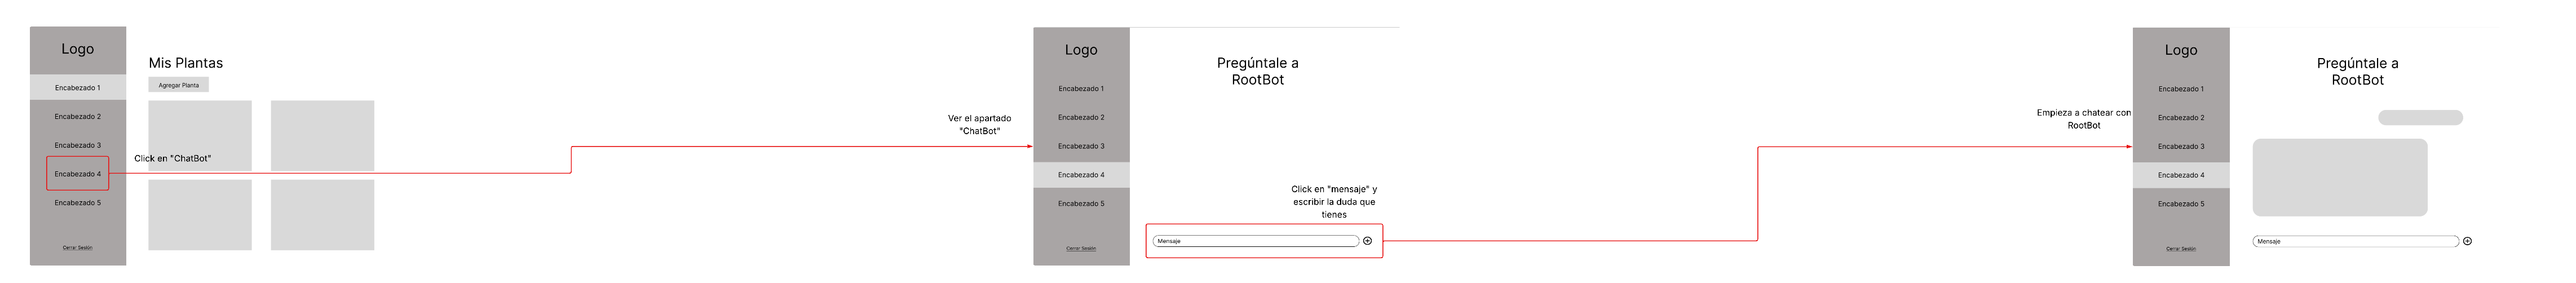 Logo
Encabezado 1
Encabezado 2
Encabezado 3
Encabezado 4
Encabezado 5
Cerrar Sesión
Mis Plantas
Agregar Planta
Click en "ChatBot"
Ver el apartado
"ChatBot"
Logo
Encabezado 1
Encabezado 2
Encabezado 3
Encabezado 4
Encabezado 5
Cerrar Sesión
Pregúntale a
RootBot
Click en "mensaje" y
escribir la duda que
tienes
Mensaje
Empieza a chatear con
RootBot
Logo
Encabezado 1
Encabezado 2
Encabezado 3
Encabezado 4
Encabezado 5
Cerrar Sesión
Pregúntale a
RootBot
Mensaje